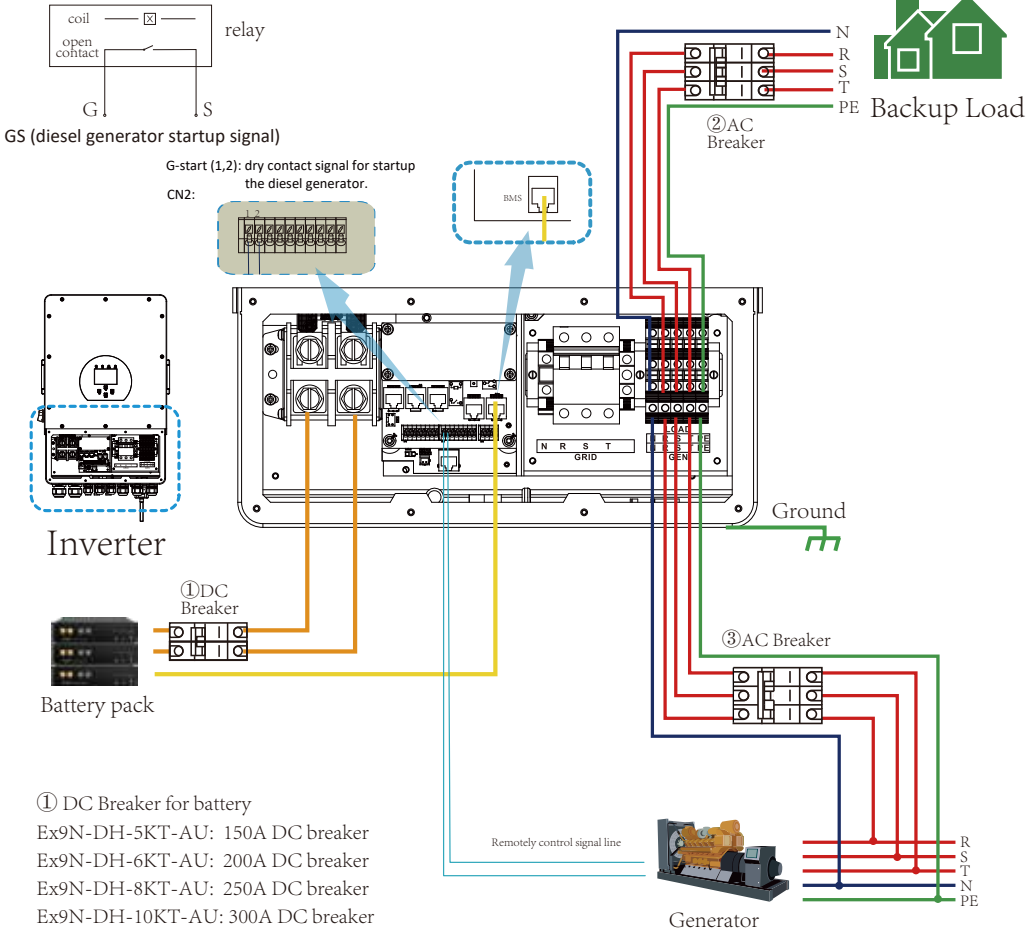 coil
open
contact
relay
G
S
GS (diesel generator startup signal)
G-start (1,2): dry contact signal for startup
the diesel generator.
CN2:
1 2
BMS
N
R
S
T
PE
Backup Load
②AC
Breaker
LOAD
N R S T PE
N R S T PE
GEN
N R S T
GRID
Ground
Inverter
①DC
Breaker
Battery pack
③AC Breaker
① DC Breaker for battery
Ex9N-DH-5KT-AU: 150A DC breaker
Ex9N-DH-6KT-AU: 200A DC breaker
Ex9N-DH-8KT-AU: 250A DC breaker
Ex9N-DH-10KT-AU: 300A DC breaker
Remotely control signal line
Generator
R
S
T
N
PE